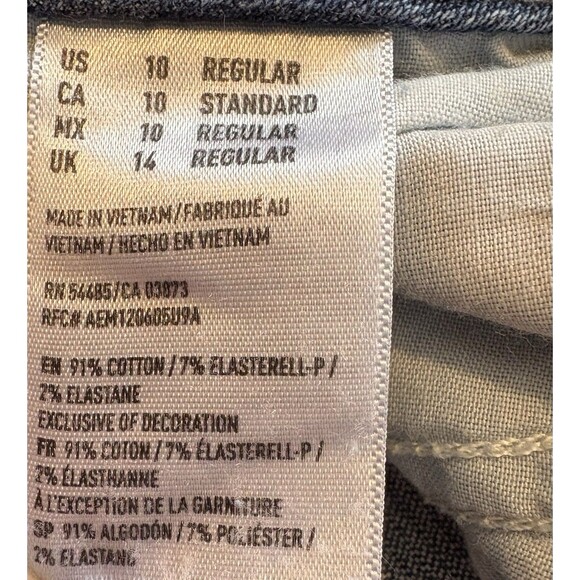 US 10 REGULAR
CA 10 STANDARD
MX 10 REGULAR
UK 14 REGULAR
MADE IN VIETNAM / FABRIQUÉ AU
VIETNAM / HECHO EN VIETNAM
RN 54485 / CA 03073
RFC# AEM120605U9A
EN 91% COTTON / 7% ELASTERELL-P /
2% ELASTANE
EXCLUSIVE OF DECORATION
FR 91% COTON / 7% ÉLASTERELL-P /
2% ÉLASTHANNE
À L'EXCEPTION DE LA GARNITURE
SP 91% ALGODÓN / 7% POLIÉSTER /
2% ELASTANO